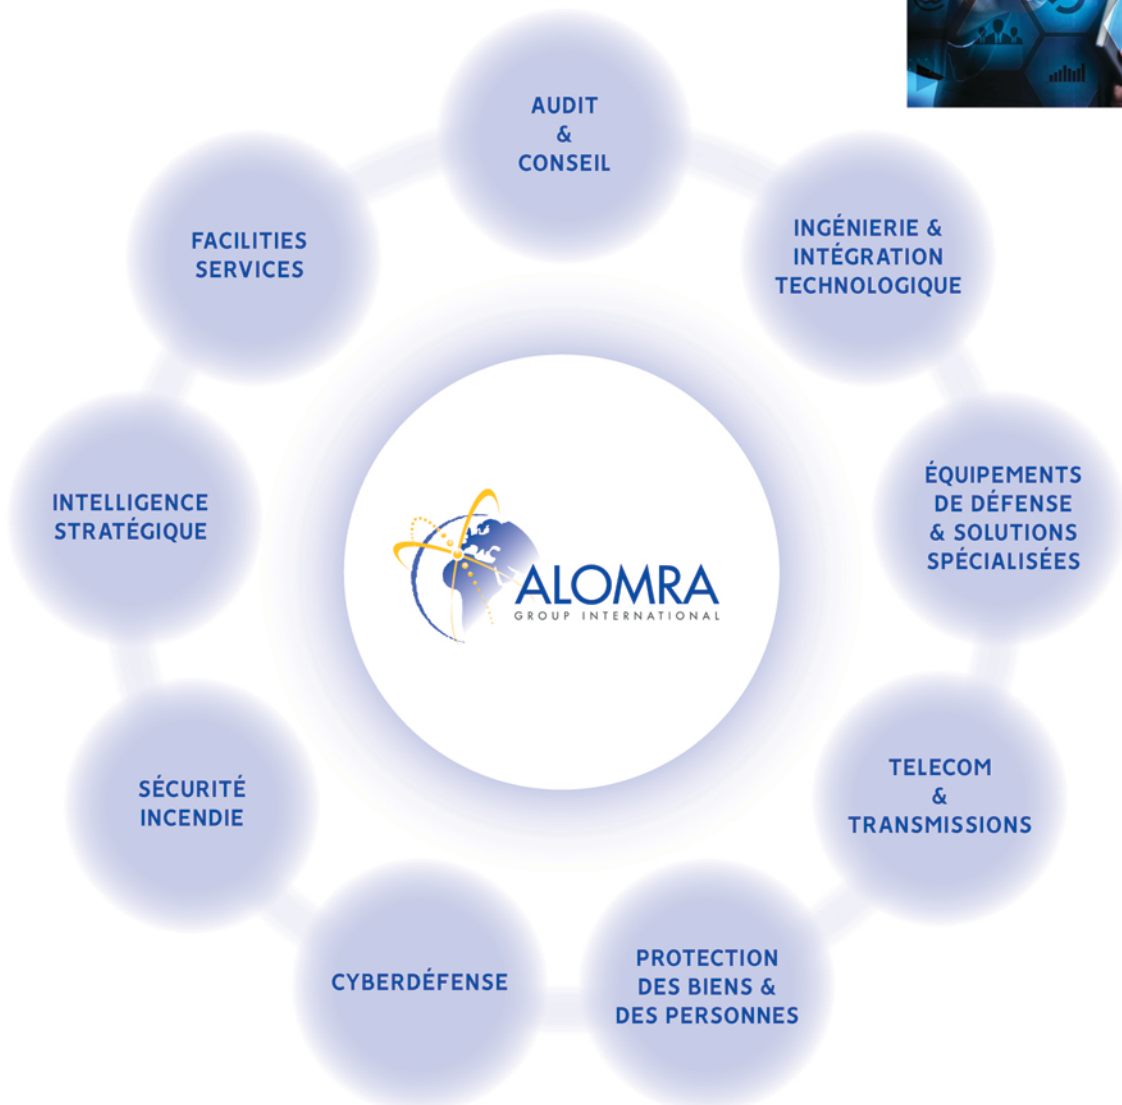 AUDIT
&
CONSEIL
INGÉNIERIE &
INTÉGRATION
TECHNOLOGIQUE
ÉQUIPEMENTS
DE DÉFENSE
& SOLUTIONS
SPÉCIALISÉES
TELECOM
&
TRANSMISSIONS
PROTECTION
DES BIENS &
DES PERSONNES
CYBERDÉFENSE
SÉCURITÉ
INCENDIE
INTELLIGENCE
STRATÉGIQUE
FACILITIES
SERVICES
ALOMRA
GROUP INTERNATIONAL